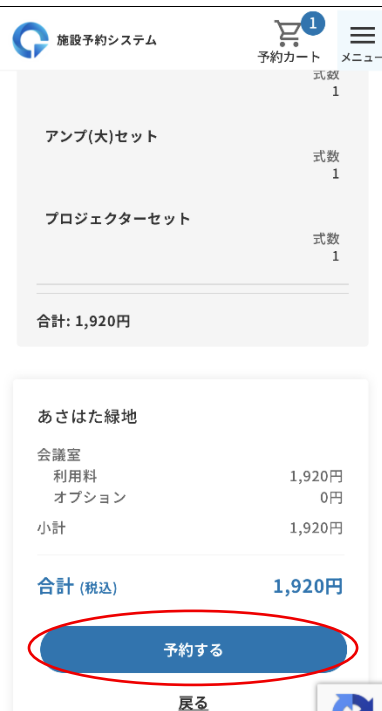 施設予約システム
1
予約カート
メニュー
式数
1
アンプ(大)セット
式数
1
プロジェクターセット
式数
1
合計: 1,920円
あさはた緑地
会議室
利用料 1,920円
オプション 0円
小計 1,920円
合計 (税込) 1,920円
予約する
戻る